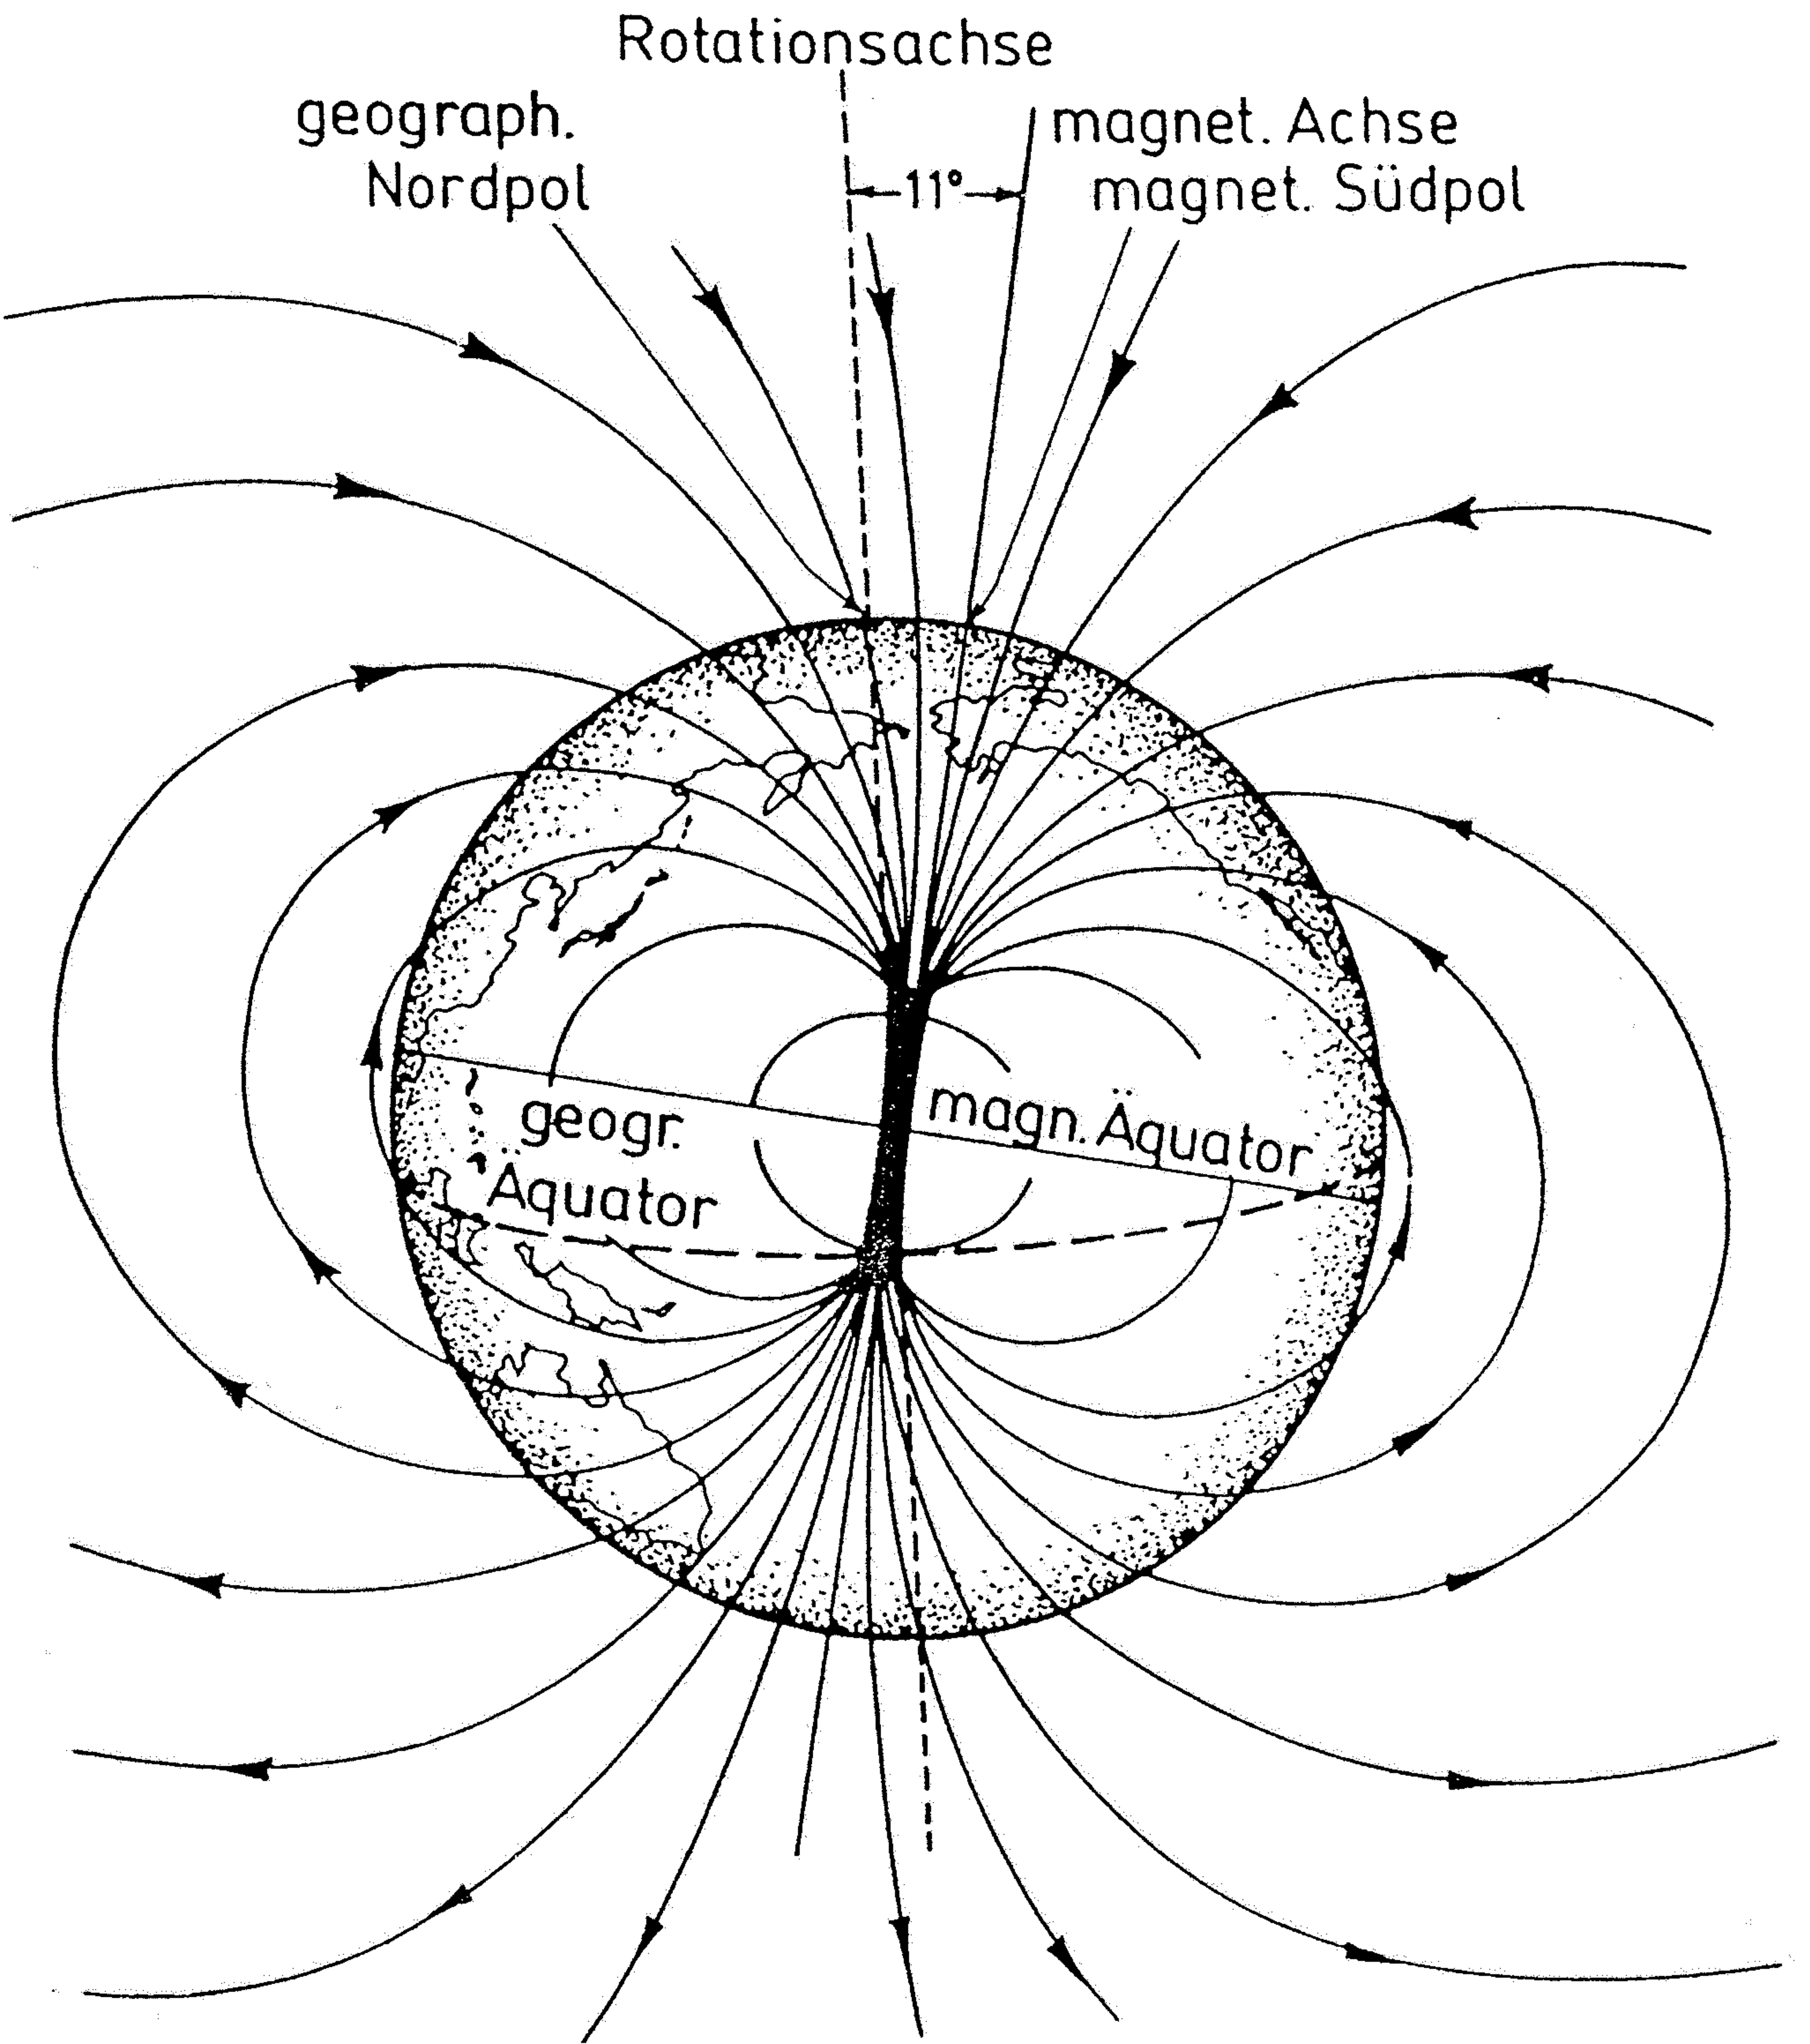 Rotationsachse
geograph.
Nordpol
magnet. Achse
11°
magnet. Südpol
geogr.
Äquator
magn. Äquator